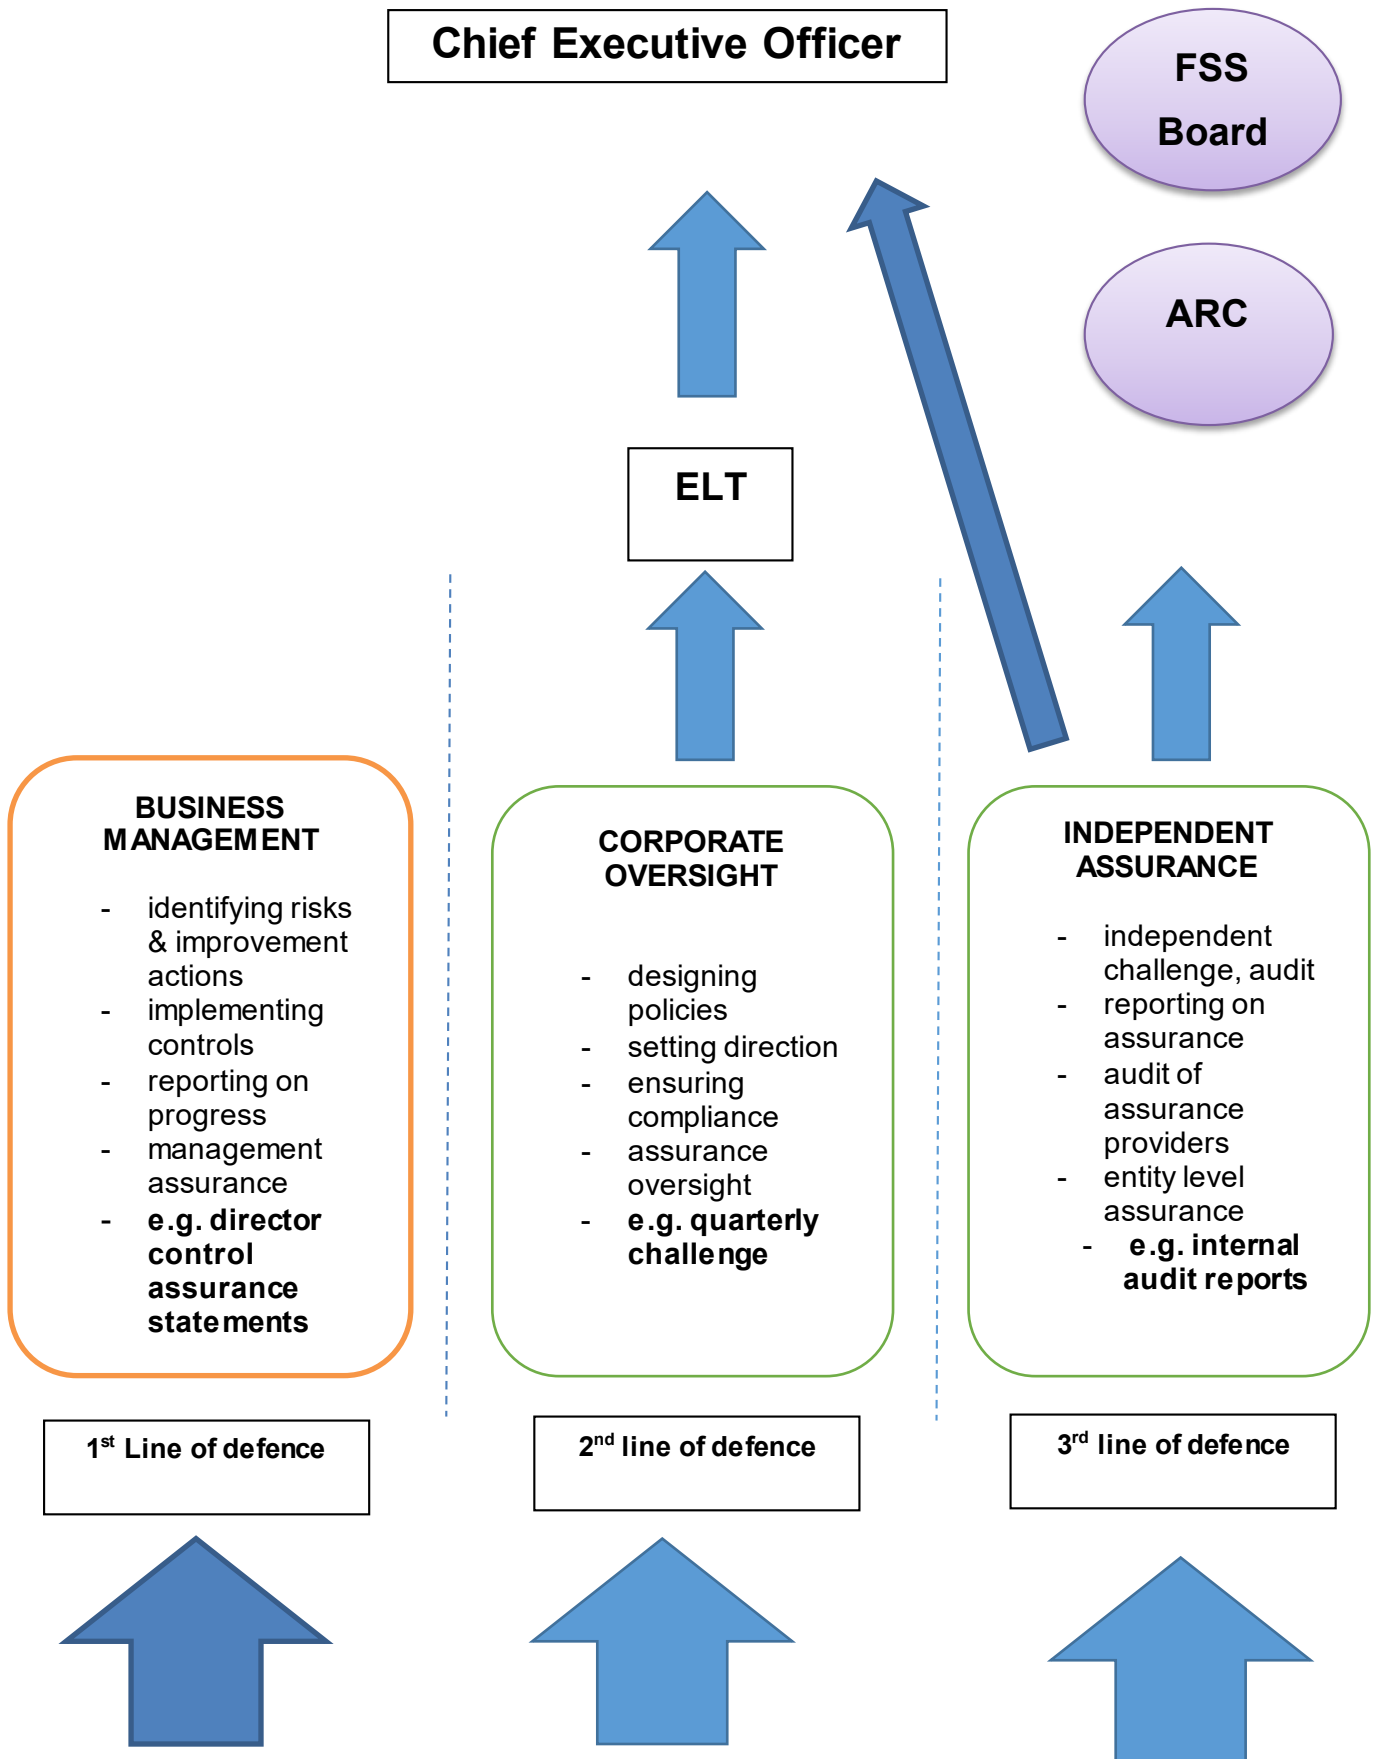 Chief Executive Officer
FSS
Board
ARC
ELT
BUSINESS
MANAGEMENT
- identifying risks
& improvement
actions
- implementing
controls
- reporting on
progress
- management
assurance
- e.g. director
control
assurance
statements
CORPORATE
OVERSIGHT
- designing
policies
- setting direction
- ensuring
compliance
- assurance
oversight
- e.g. quarterly
challenge
INDEPENDENT
ASSURANCE
- independent
challenge, audit
- reporting on
assurance
- audit of
assurance
providers
- entity level
assurance
- e.g. internal
audit reports
1st Line of defence
2nd line of defence
3rd line of defence